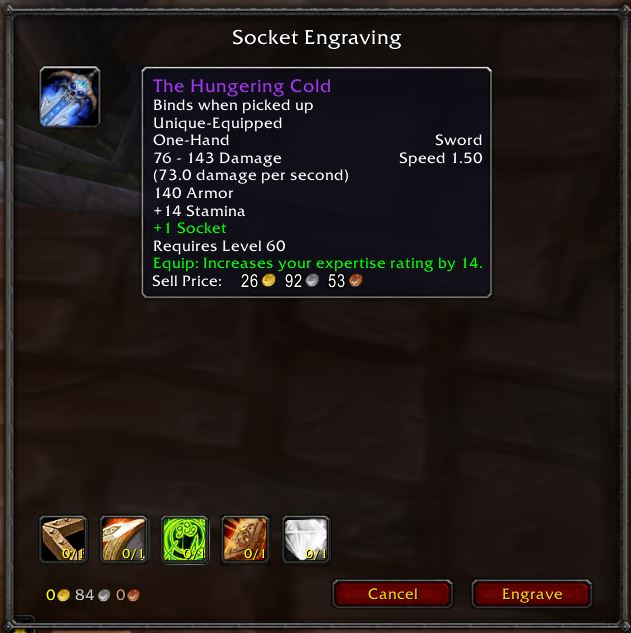 Socket Engraving
The Hungering Cold
Binds when picked up
Unique-Equipped
One-Hand Sword
76 - 143 Damage Speed 1.50
(73.0 damage per second)
140 Armor
+14 Stamina
+1 Socket
Requires Level 60
Equip: Increases your expertise rating by 14.
Sell Price: 26 92 53
0/1 0/1 0/1 0/1 0/1
0 84 0 Cancel Engrave